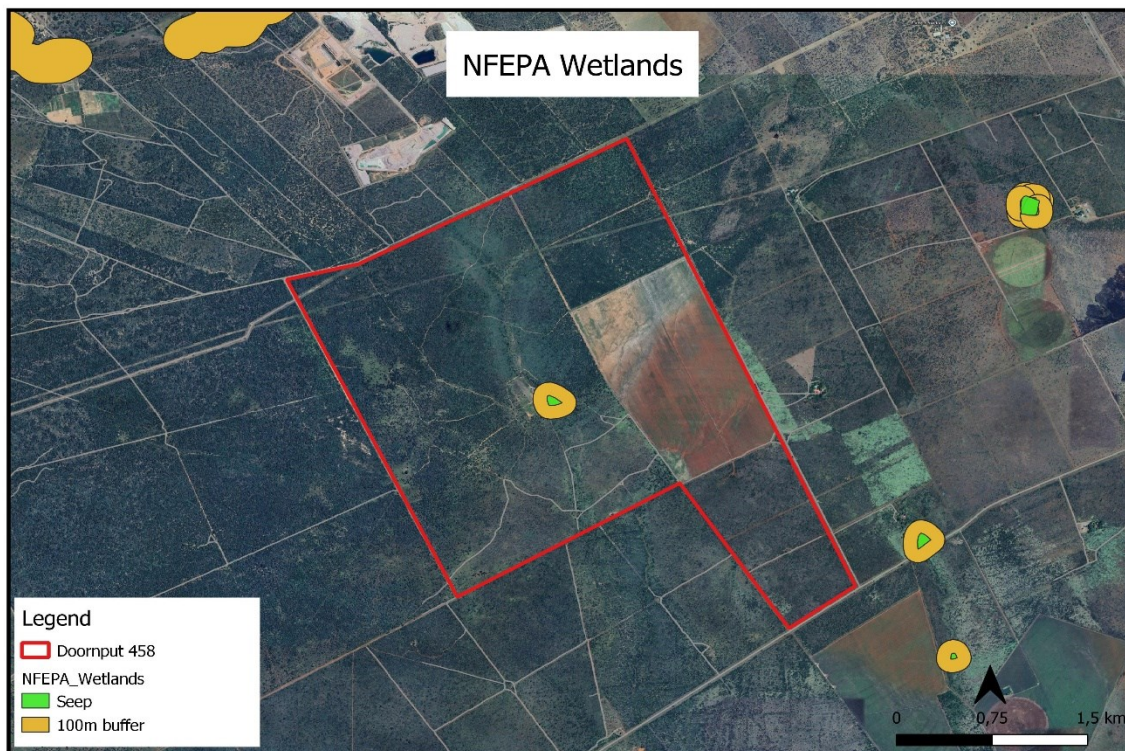 NFEPA Wetlands
Legend
Doornput 458
NFEPA_Wetlands
Seep
100m buffer
0 0,75 1,5 km